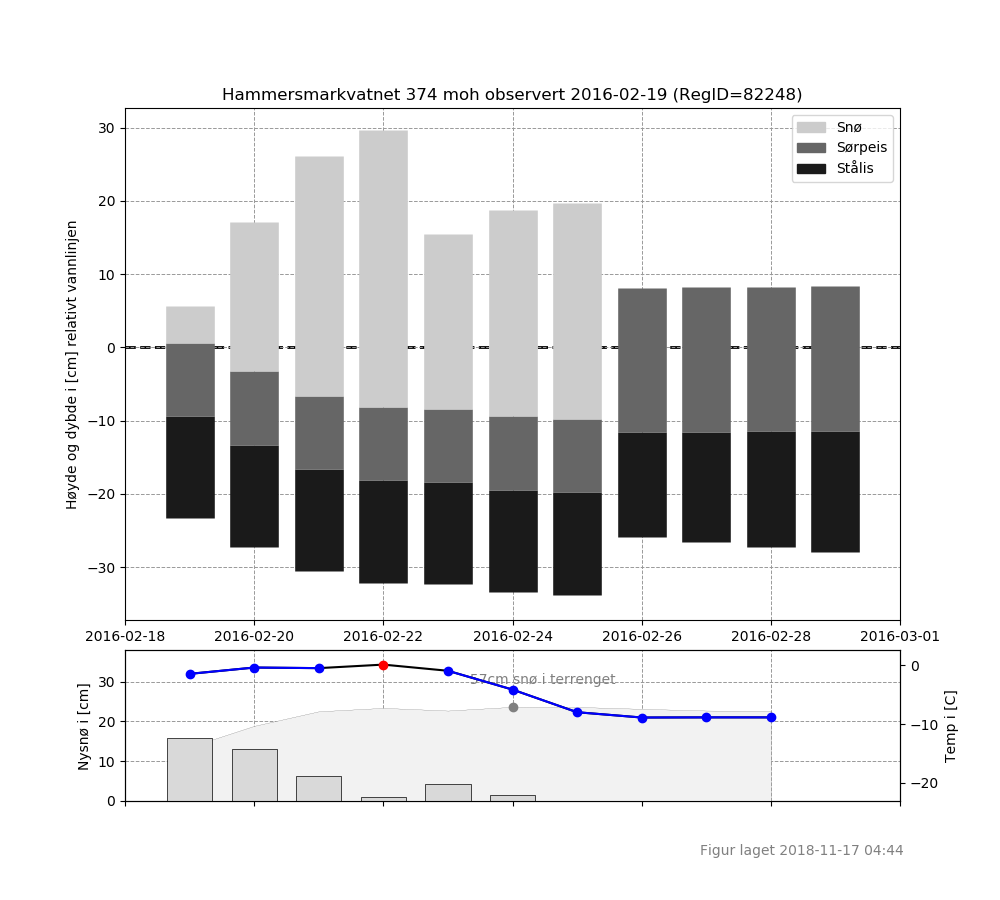 Hammersmarkvatnet 374 moh observert 2016-02-19 (RegID=82248)
Høyde og dybde i [cm] relativt vannlinjen
30
20
10
0
−10
−20
−30
Snø
Sørpeis
Stålis
2016-02-18 2016-02-20 2016-02-22 2016-02-24 2016-02-26 2016-02-28 2016-03-01
Nysnø i [cm]
30
20
10
0
57cm snø i terrenget
0
−10
−20
Temp i [C]
Figur laget 2018-11-17 04:44